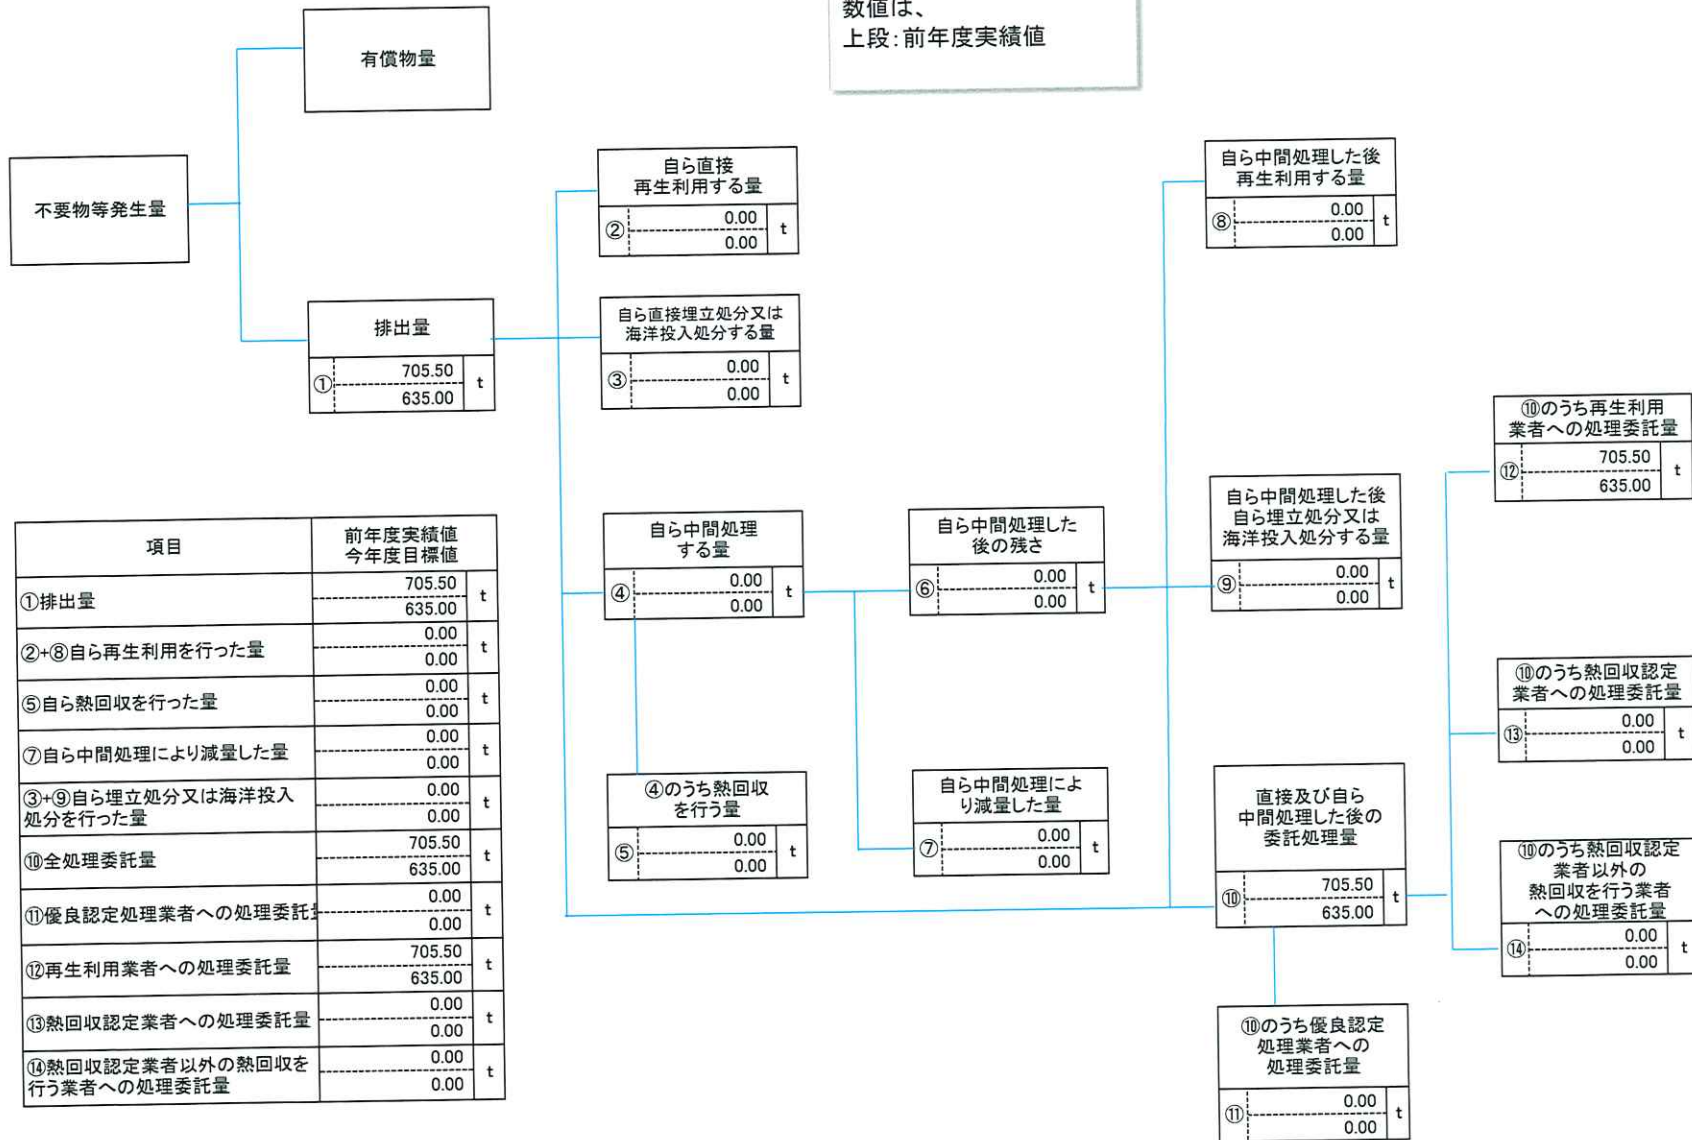 数値は、
上段:前年度実績値
有償物量
不要物等発生量
排出量
① 705.50 t
635.00
自ら直接
再生利用する量
② 0.00 t
0.00
自ら直接埋立処分又は
海洋投入処分する量
③ 0.00 t
0.00
自ら中間処理
する量
④ 0.00 t
0.00
④のうち熱回収
を行う量
⑤ 0.00 t
0.00
自ら中間処理した
後の残さ
⑥ 0.00 t
0.00
自ら中間処理によ
り減量した量
⑦ 0.00 t
0.00
自ら中間処理した後
再生利用する量
⑧ 0.00 t
0.00
自ら中間処理した後
自ら埋立処分又は
海洋投入処分する量
⑨ 0.00 t
0.00
直接及び自ら
中間処理した後の
委託処理量
⑩ 705.50 t
635.00
⑩のうち優良認定
処理業者への
処理委託量
⑪ 0.00 t
0.00
⑩のうち再生利用
業者への処理委託量
⑫ 705.50 t
635.00
⑩のうち熱回収認定
業者への処理委託量
⑬ 0.00 t
0.00
⑩のうち熱回収認定
業者以外の
熱回収を行う業者
への処理委託量
⑭ 0.00 t
0.00
項目 前年度実績値
今年度目標値
①排出量 705.50 t
635.00
②+⑧自ら再生利用を行った量 0.00 t
0.00
⑤自ら熱回収を行った量 0.00 t
0.00
⑦自ら中間処理により減量した量 0.00 t
0.00
③+⑨自ら埋立処分又は海洋投入
処分を行った量 0.00 t
0.00
⑩全処理委託量 705.50 t
635.00
⑪優良認定処理業者への処理委託 0.00 t
0.00
⑫再生利用業者への処理委託量 705.50 t
635.00
⑬熱回収認定業者への処理委託量 0.00 t
0.00
⑭熱回収認定業者以外の熱回収を
行う業者への処理委託量 0.00 t
0.00